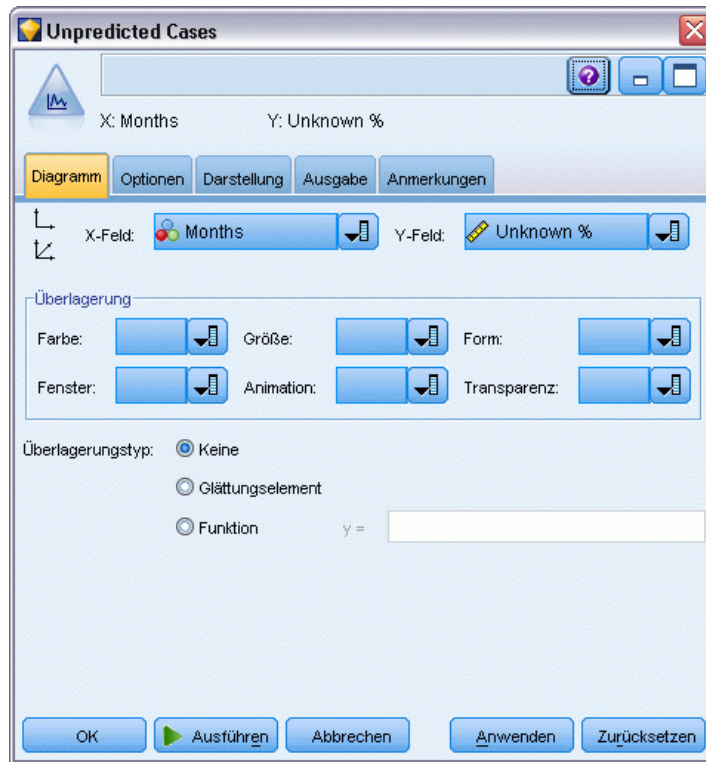 Unpredicted Cases
X: Months Y: Unknown %
Diagramm Optionen Darstellung Ausgabe Anmerkungen
X-Feld: Months Y-Feld: Unknown %
Überlagerung
Farbe: Größe: Form:
Fenster: Animation: Transparenz:
Überlagerungstyp: Keine
Glättungselement
Funktion y =
OK Ausführen Abbrechen Anwenden Zurücksetzen